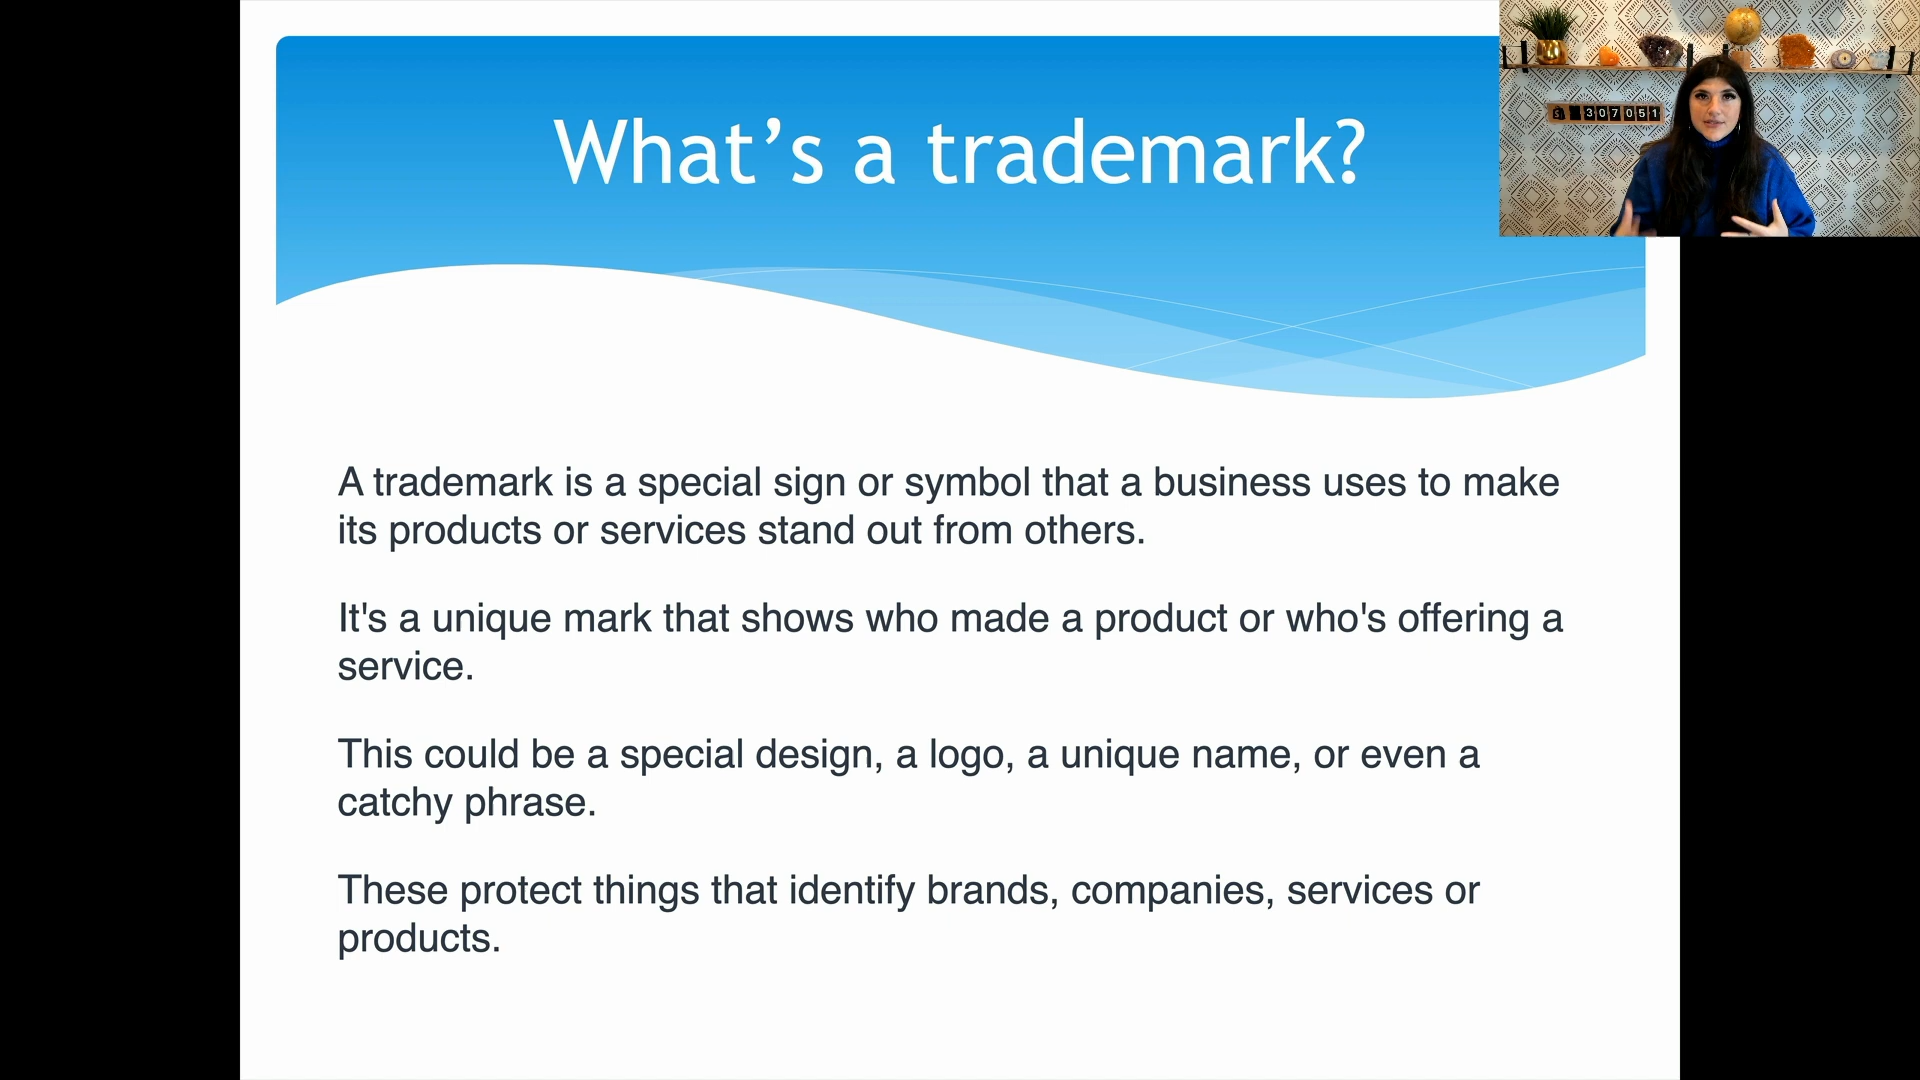 What’s a trademark?
307051
A trademark is a special sign or symbol that a business uses to make
its products or services stand out from others.
It's a unique mark that shows who made a product or who's offering a
service.
This could be a special design, a logo, a unique name, or even a
catchy phrase.
These protect things that identify brands, companies, services or
products.